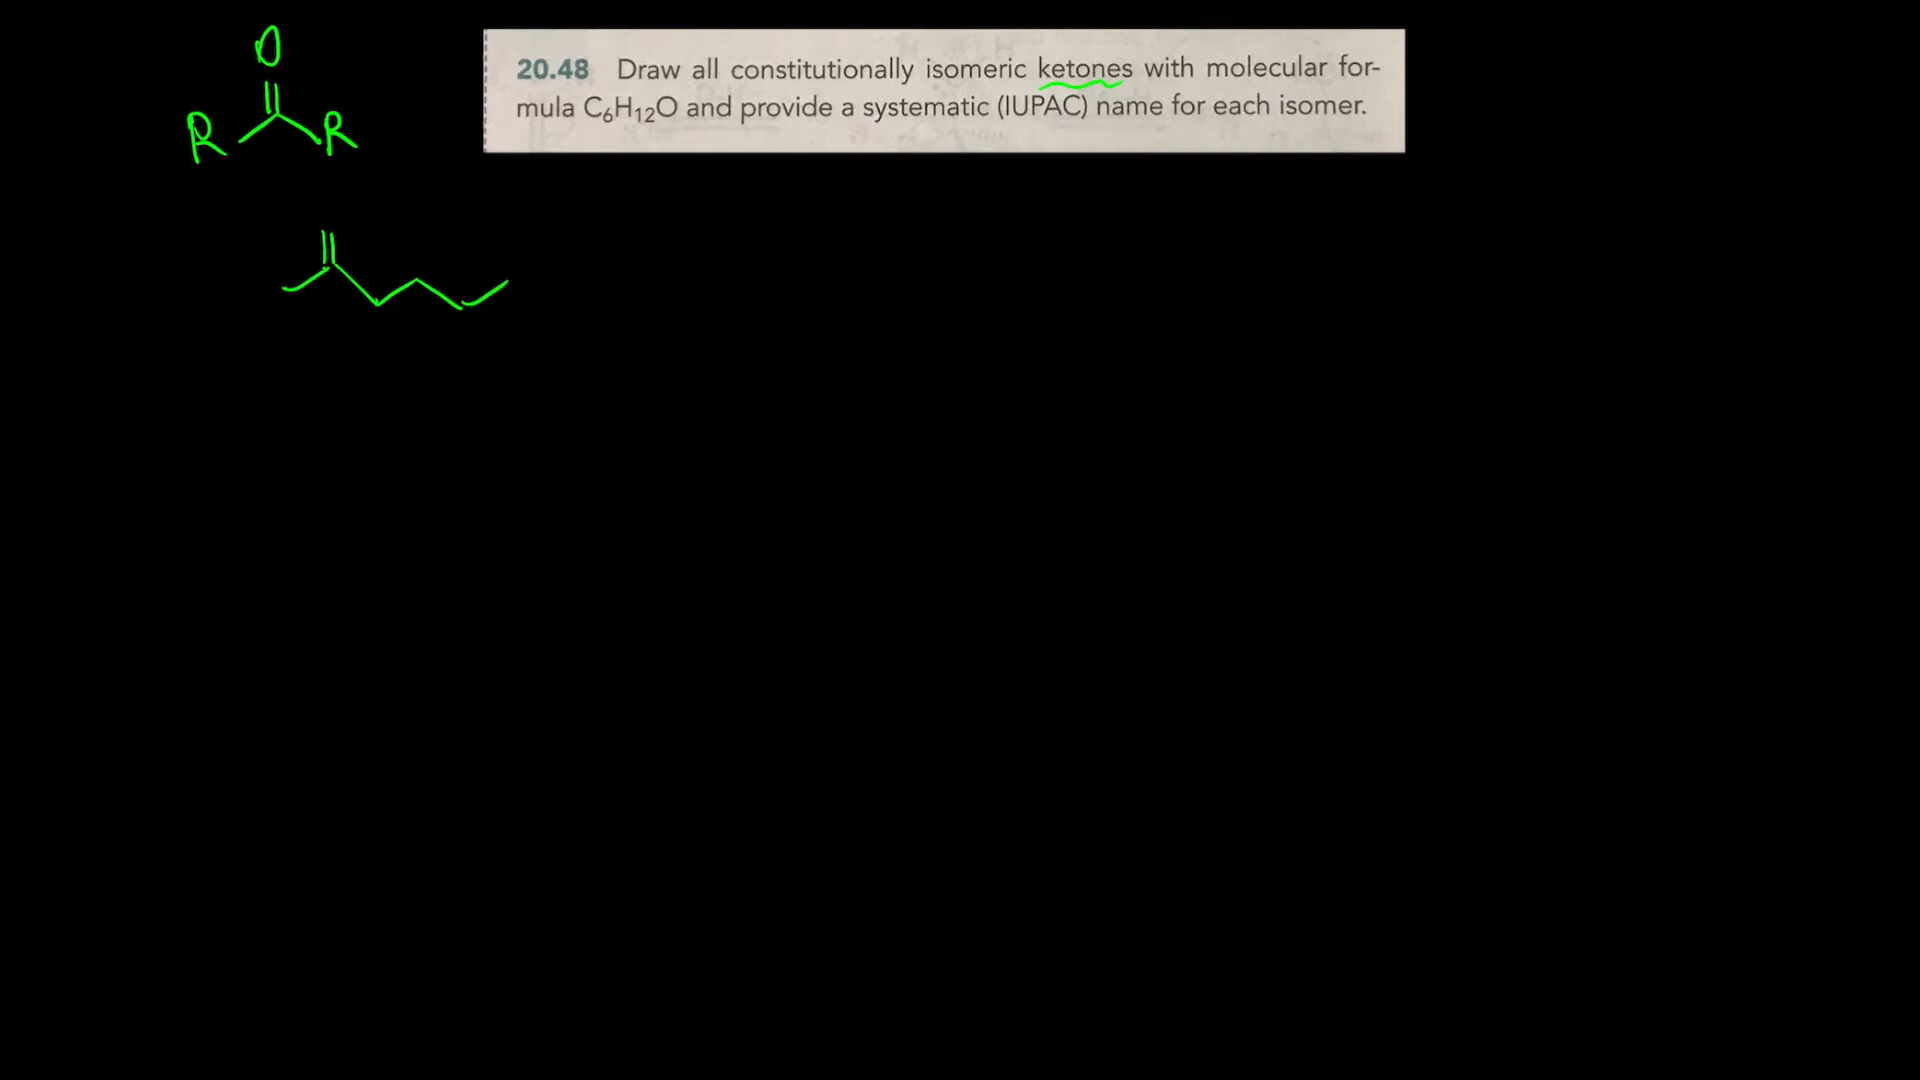 O
R R
20.48 Draw all constitutionally isomeric ketones with molecular for-
mula C₆H₁₂O and provide a systematic (IUPAC) name for each isomer.